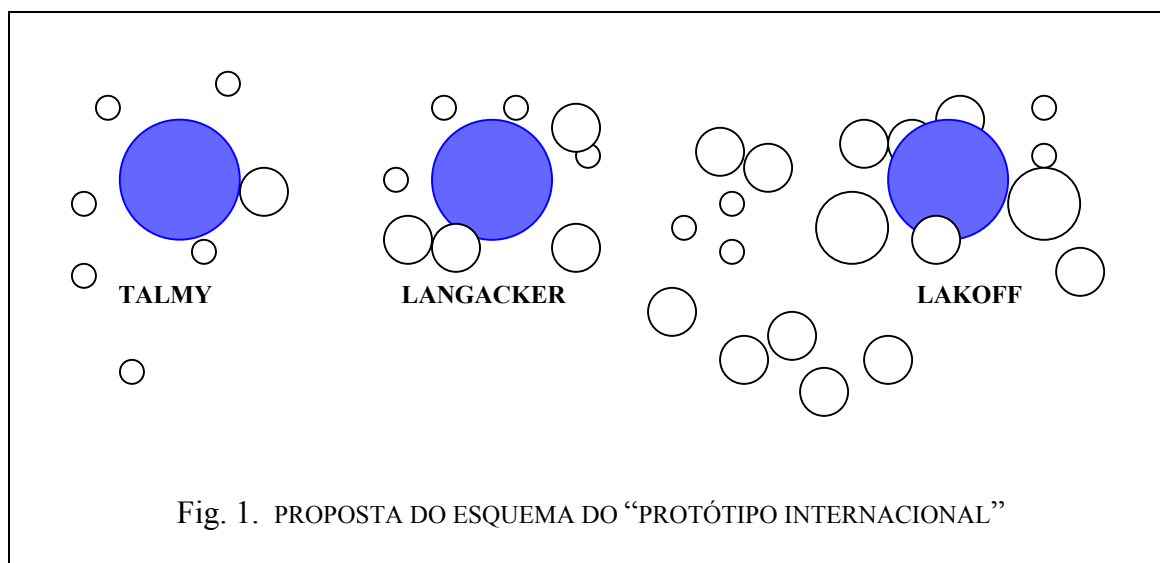 TALMY LANGACKER LAKOFF
Fig. 1. PROPOSTA DO ESQUEMA DO “PROTÓTIPO INTERNACIONAL”